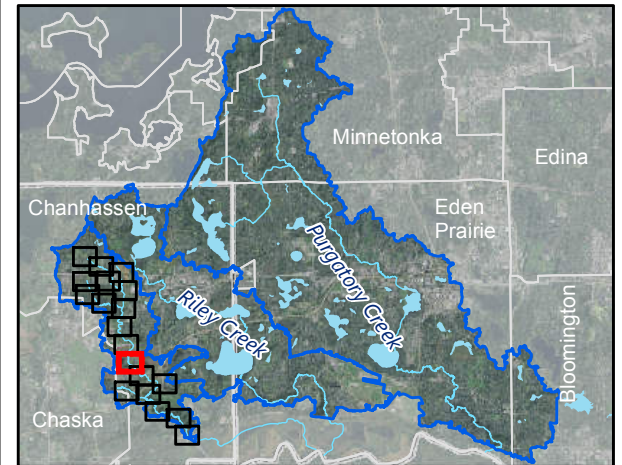 Minnetonka
Edina
Chanhassen
Eden
Prairie
Purgatory Creek
Riley Creek
Bloomington
Chaska